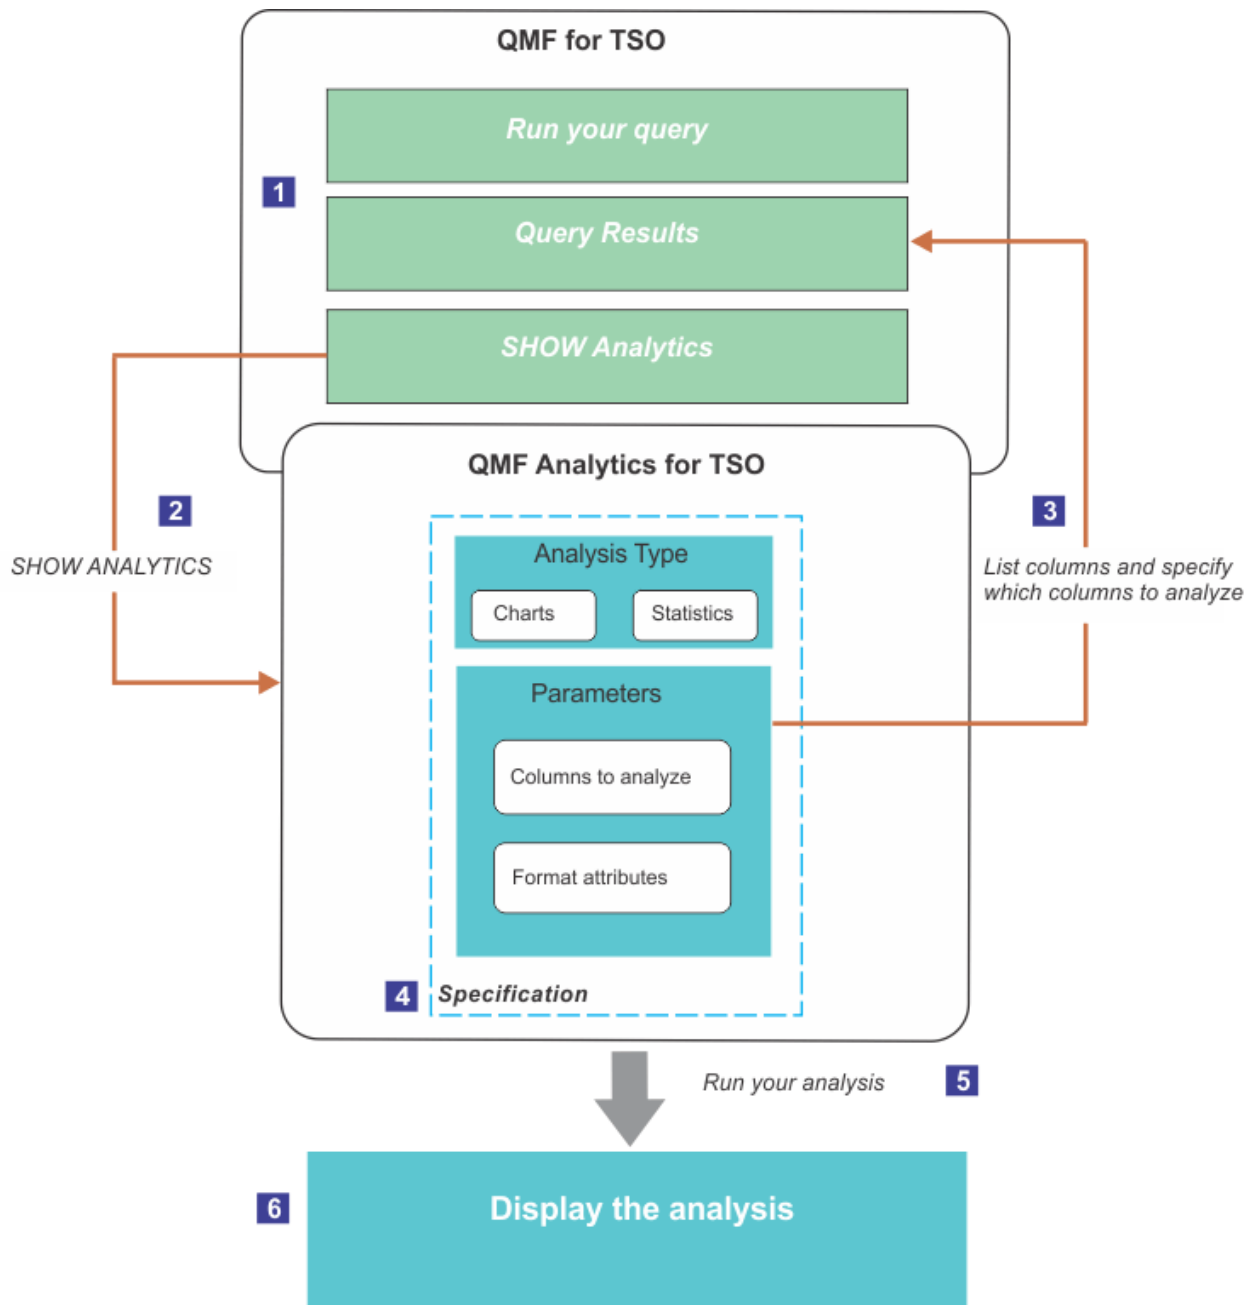 QMF for TSO
Run your query
1
Query Results
SHOW Analytics
QMF Analytics for TSO
2
SHOW ANALYTICS
3
List columns and specify
which columns to analyze
Analysis Type
Charts
Statistics
Parameters
Columns to analyze
Format attributes
4
Specification
Run your analysis
5
6
Display the analysis